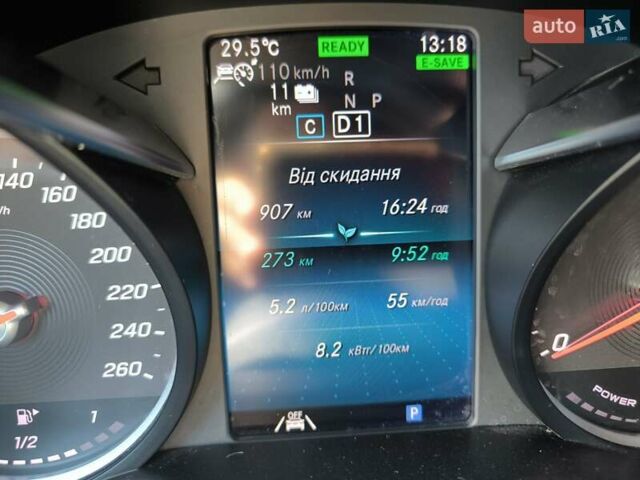 auto RIA.com
29.5°C READY 13:18
E-SAVE
110 km/h R
11 km N P
C D1
Від скидання
907 км 16:24 год
273 км 9:52 год
5.2 л/100км 55 км/год
8.2 кВтг/100км
OFF P
140
160
180
200
220
240
260
1/2 1
0
POWER